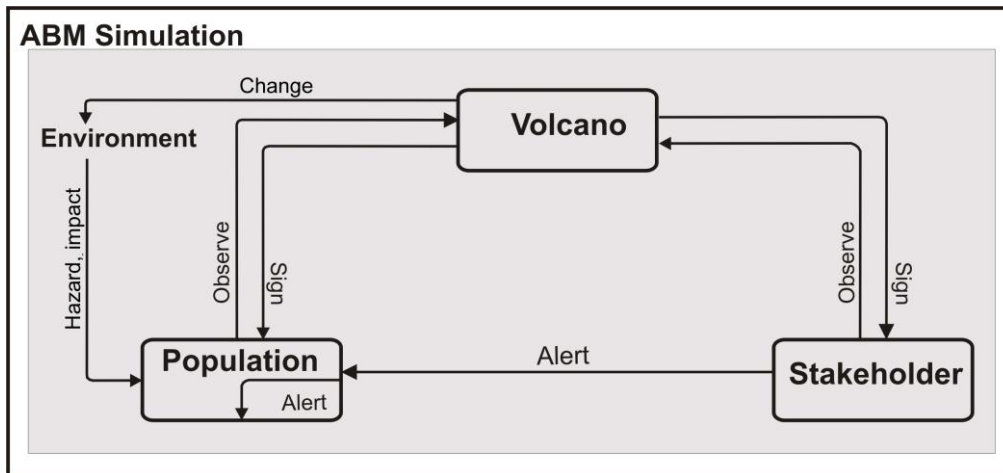 ABM Simulation
Change
Volcano
Environment
Hazard, impact
Observe
Sign
Observe
Sign
Population
Alert
Alert
Stakeholder